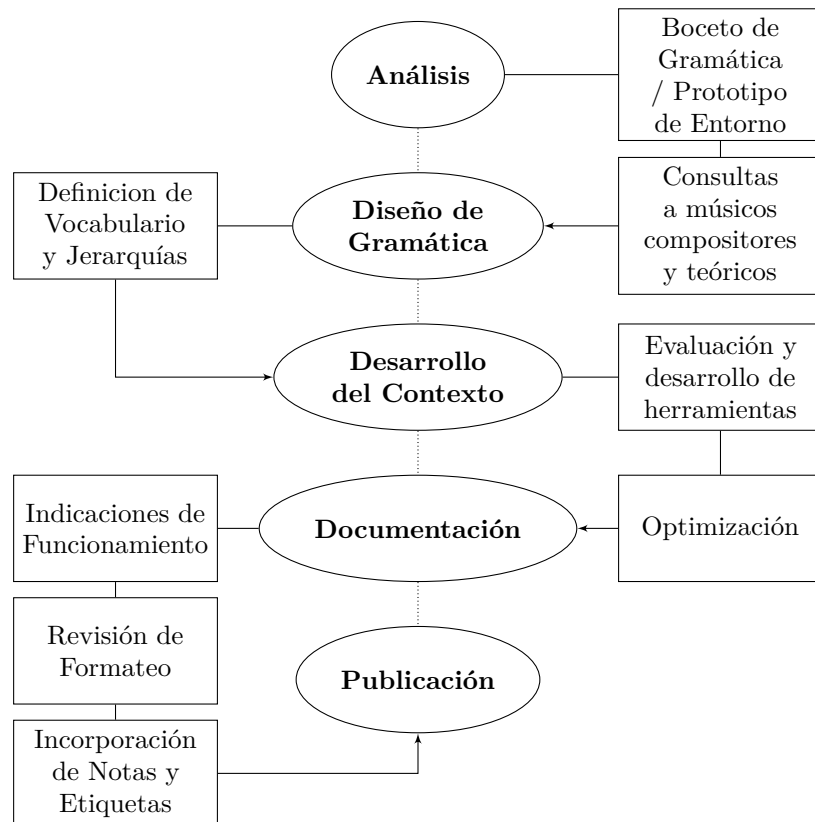 Análisis
Boceto de
Gramática
/ Prototipo
de Entorno
Consultas
a músicos
compositores
y teóricos
Diseño de
Gramática
Definicion de
Vocabulario
y Jerarquías
Desarrollo
del Contexto
Evaluación y
desarrollo de
herramientas
Optimización
Documentación
Indicaciones de
Funcionamiento
Revisión de
Formateo
Incorporación
de Notas y
Etiquetas
Publicación